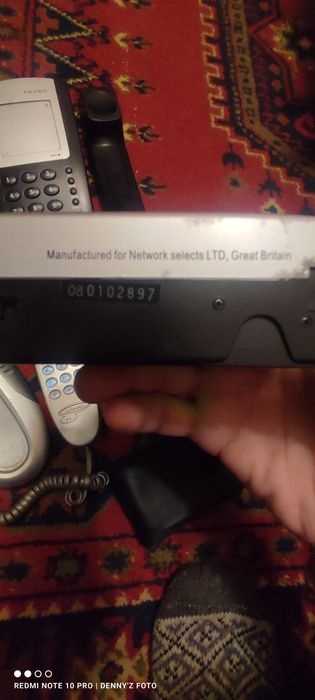 Manufactured for Network selects LTD, Great Britain
080102897
REDMI NOTE 10 PRO | DENNY'Z FOTO